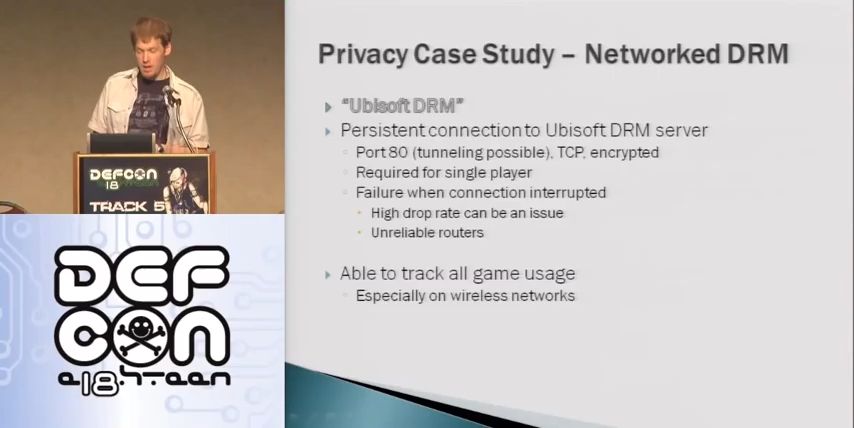 Privacy Case Study – Networked DRM
"Ubisoft DRM"
Persistent connection to Ubisoft DRM server
Port 80 (tunneling possible), TCP, encrypted
Required for single player
Failure when connection interrupted
High drop rate can be an issue
Unreliable routers
Able to track all game usage
Especially on wireless networks
DEFCON
18
TRACK 5
DEF
CON
e18.hteen